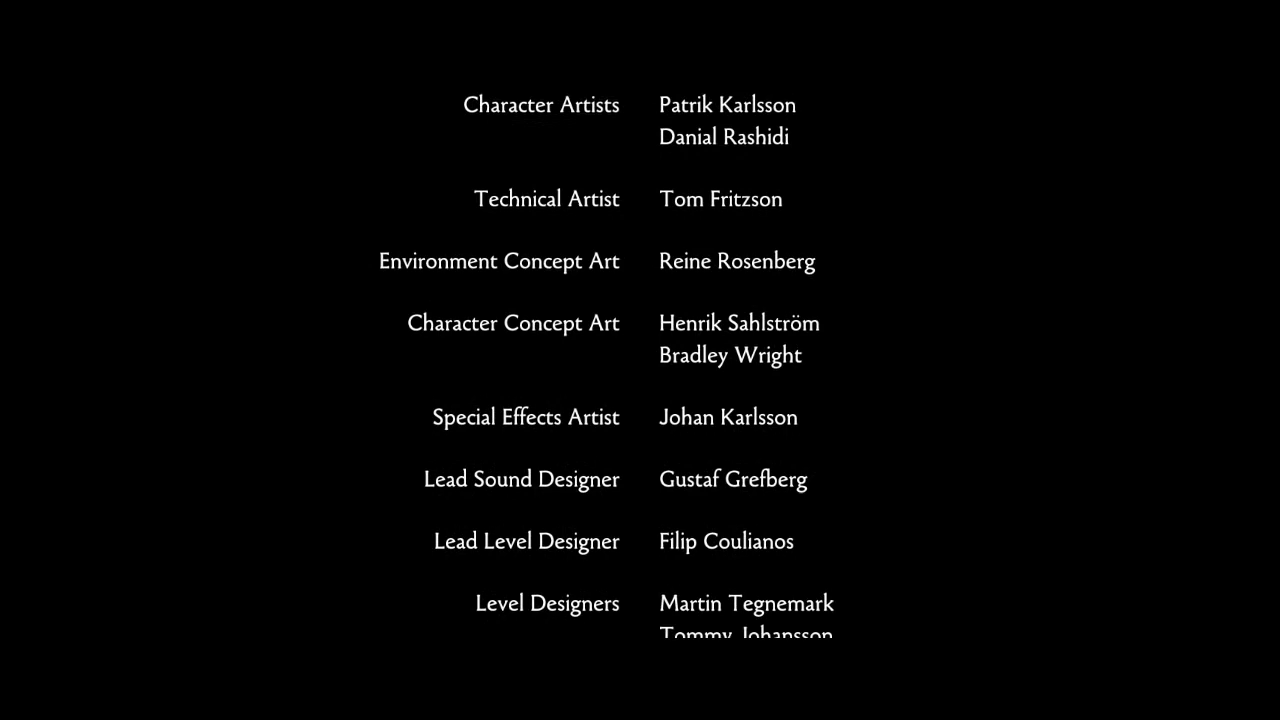 Character Artists Patrik Karlsson
Danial Rashidi
Technical Artist Tom Fritzson
Environment Concept Art Reine Rosenberg
Character Concept Art Henrik Sahlström
Bradley Wright
Special Effects Artist Johan Karlsson
Lead Sound Designer Gustaf Grefberg
Lead Level Designer Filip Coulianos
Level Designers Martin Tegnemark
Tommy Johansson